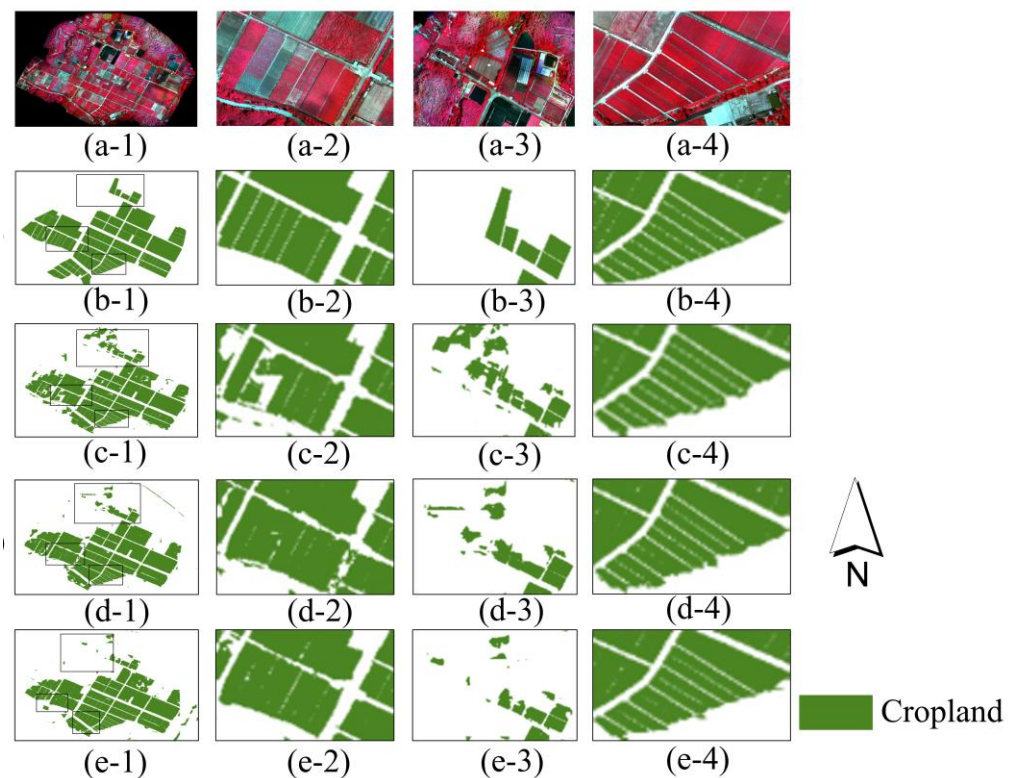 (a-1) (a-2) (a-3) (a-4)
(b-1) (b-2) (b-3) (b-4)
(c-1) (c-2) (c-3) (c-4)
(d-1) (d-2) (d-3) (d-4)
N
(e-1) (e-2) (e-3) (e-4)
Cropland